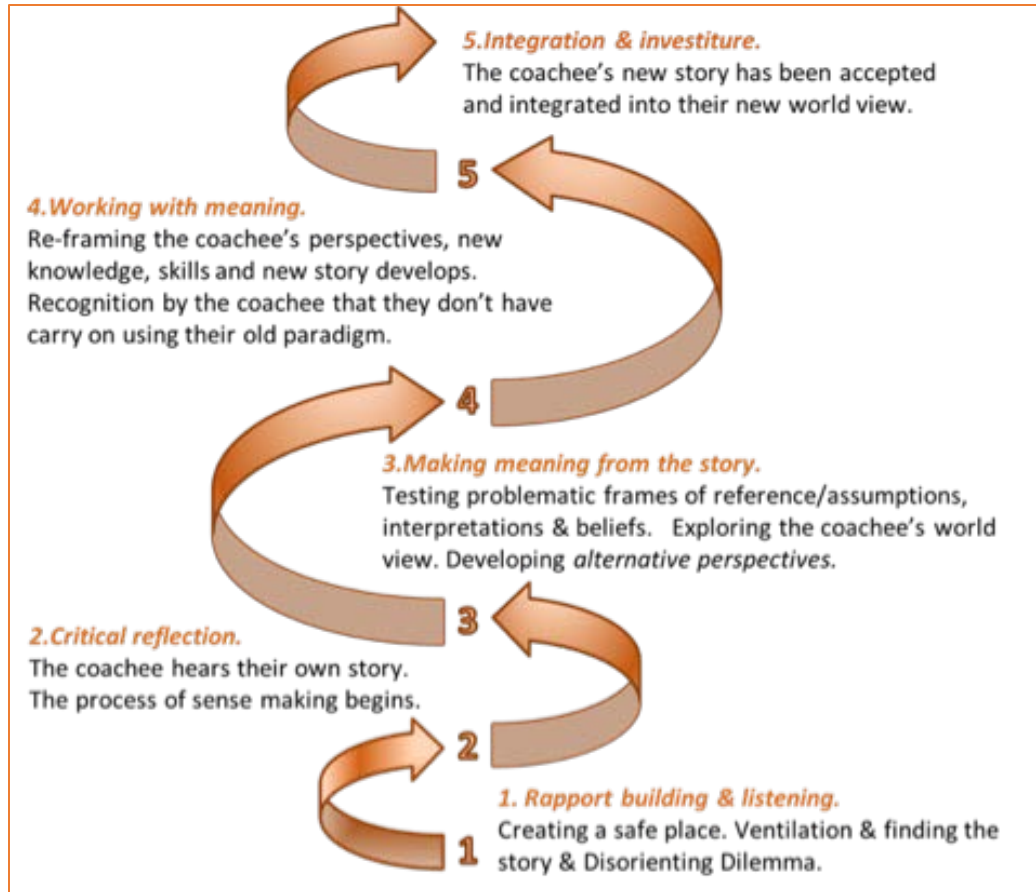 5.Integration & investiture.
The coachee's new story has been accepted
and integrated into their new world view.
5
4.Working with meaning.
Re-framing the coachee's perspectives, new
knowledge, skills and new story develops.
Recognition by the coachee that they don't have
carry on using their old paradigm.
4
3.Making meaning from the story.
Testing problematic frames of reference/assumptions,
interpretations & beliefs. Exploring the coachee's world
view. Developing alternative perspectives.
3
2.Critical reflection.
The coachee hears their own story.
The process of sense making begins.
2
1. Rapport building & listening.
Creating a safe place. Ventilation & finding the
story & Disorienting Dilemma.
1